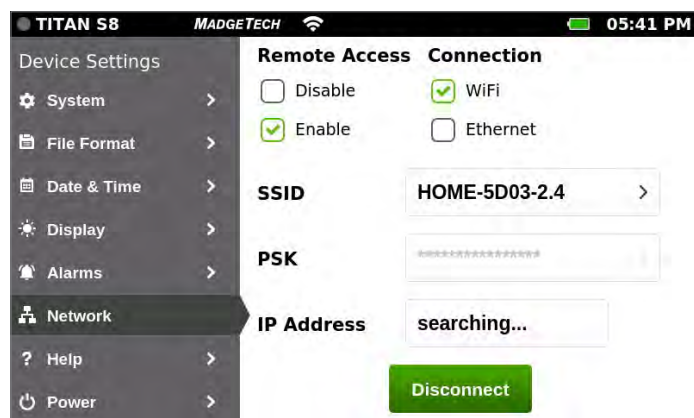 TITAN S8 MADGETECH 05:41 PM
Device Settings
System
File Format
Date & Time
Display
Alarms
Network
? Help
Power
Remote Access Connection
Disable WiFi
Enable Ethernet
SSID HOME-5D03-2.4
PSK ****************
IP Address searching...
Disconnect